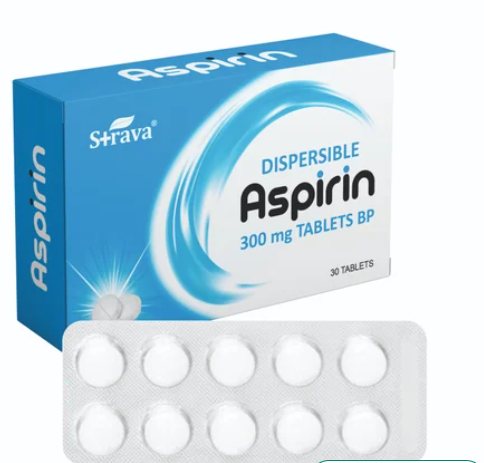 Aspirin
Strava®
DISPERSIBLE
Aspirin
300 mg TABLETS BP
30 TABLETS
Aspirin